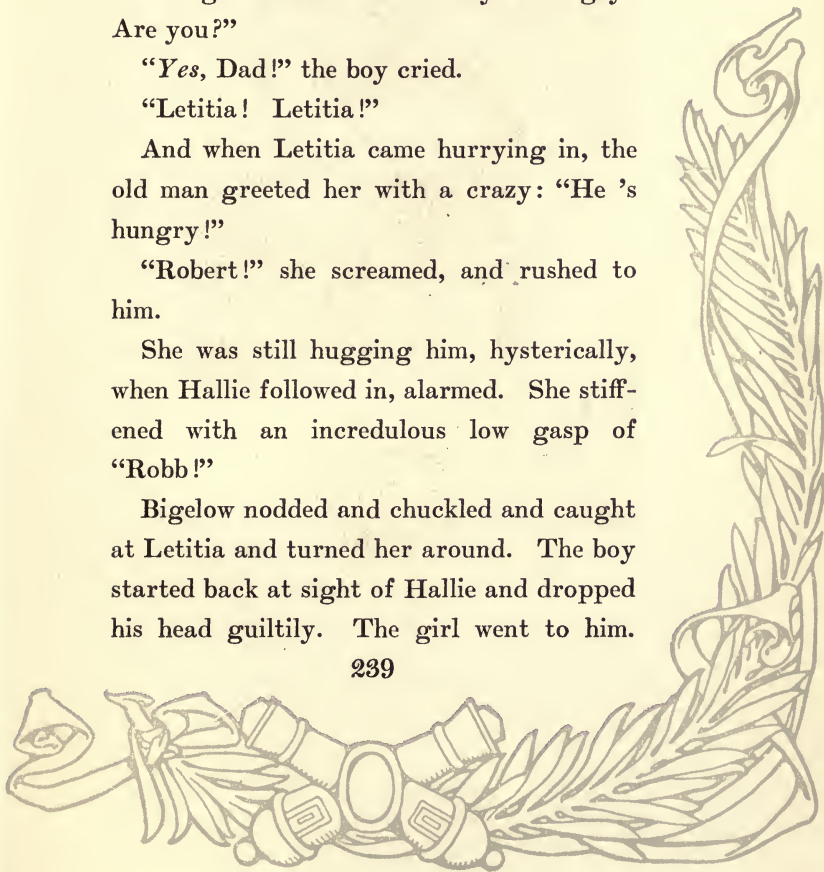 Are you?”
“Yes, Dad!” the boy cried.
“Letitia! Letitia!”
And when Letitia came hurrying in, the
old man greeted her with a crazy: “He ’s
hungry!”
“Robert!” she screamed, and rushed to
him.
She was still hugging him, hysterically,
when Hallie followed in, alarmed. She stiff-
ened with an incredulous low gasp of
“Robb!”
Bigelow nodded and chuckled and caught
at Letitia and turned her around. The boy
started back at sight of Hallie and dropped
his head guiltily. The girl went to him.
239